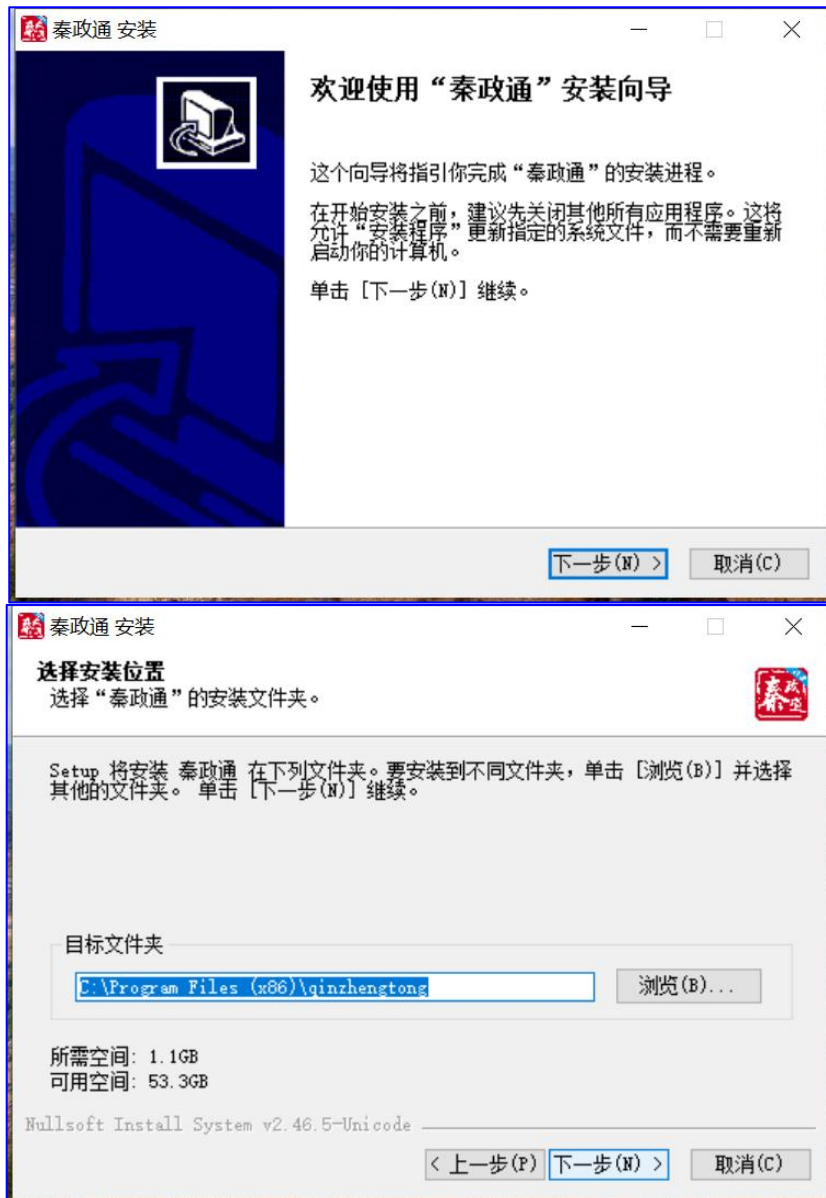 秦政通 安装
欢迎使用“秦政通”安装向导
这个向导将指引你完成“秦政通”的安装进程。
在开始安装之前，建议先关闭其他所有应用程序。这将
允许“安装程序”更新指定的系统文件，而不需要重新
启动你的计算机。
单击 [下一步(N)] 继续。
下一步(N) >
取消(C)
秦政通 安装
选择安装位置
选择“秦政通”的安装文件夹。
秦政通
Setup 将安装 秦政通 在下列文件夹。要安装到不同文件夹，单击 [浏览(B)] 并选择
其他的文件夹。 单击 [下一步(N)] 继续。
目标文件夹
C:\Program Files (x86)\qinzhengtong
浏览(B)...
所需空间: 1.1GB
可用空间: 53.3GB
Nullsoft Install System v2.46.5-Unicode
< 上一步(P)
下一步(N) >
取消(C)